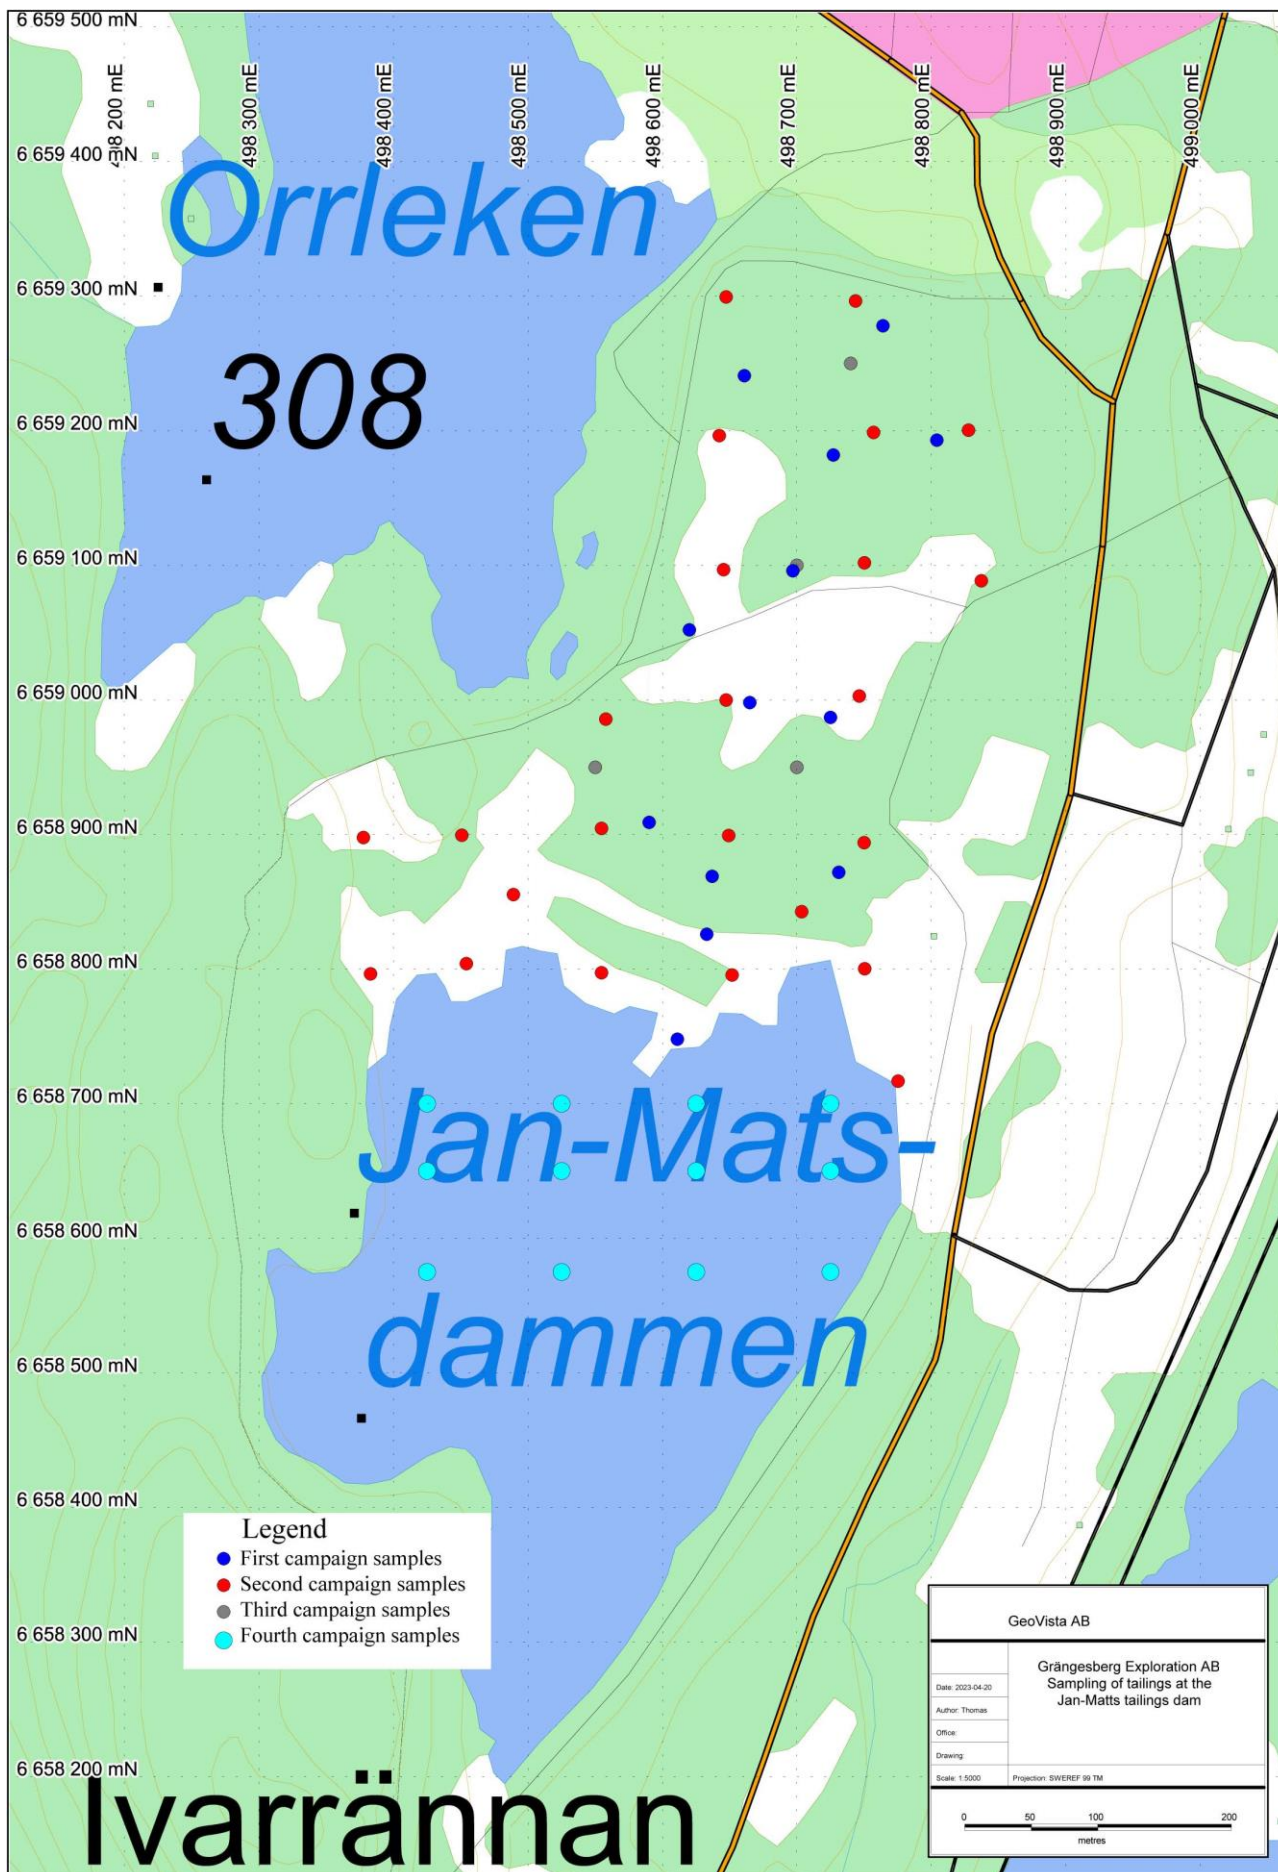 6 659 500 mN
498 200 mE
498 300 mE
498 400 mE
498 500 mE
498 600 mE
498 700 mE
498 800 mE
498 900 mE
499 000 mE
6 659 400 mN
Orrleken
6 659 300 mN
308
6 659 200 mN
6 659 100 mN
6 659 000 mN
6 658 900 mN
6 658 800 mN
6 658 700 mN
Jan-Mats-
6 658 600 mN
dammen
6 658 500 mN
6 658 400 mN
Legend
First campaign samples
Second campaign samples
Third campaign samples
Fourth campaign samples
6 658 300 mN
6 658 200 mN
Ivarrännan
GeoVista AB
Grängesberg Exploration AB
Sampling of tailings at the
Jan-Matts tailings dam
Date: 2023-04-20
Author: Thomas
Office:
Drawing:
Scale: 1:5000
Projection: SWEREF 99 TM
0 50 100 200
metres